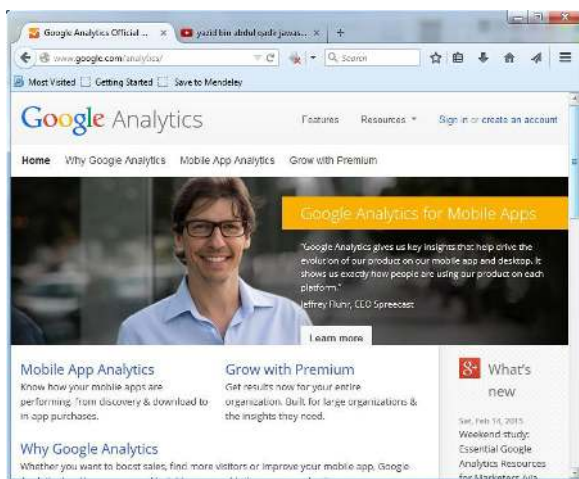 Google Analytics Official ... ×
yazid bin abdul qadir jawas... × +
www.google.com/analytics/
Search
Most Visited Getting Started Save to Mendeley
Google Analytics
Features Resources Sign in or create an account
Home Why Google Analytics Mobile App Analytics Grow with Premium
Google Analytics for Mobile Apps
"Google Analytics gives us key insights that help drive the
evolution of our product on our mobile app and desktop. It
shows us exactly how people are using our product on each
platform."
Jeffrey Fluhr, CEO Spreecast
Learn more
Mobile App Analytics
Know how your mobile apps are
performing, from discovery & download to
in-app purchases.
Grow with Premium
Get results now for your entire
organization. Built for large organizations &
the insights they need.
Why Google Analytics
Whether you want to boost sales, find more visitors or improve your mobile app, Google
g+ What's
new
Sat, Feb 14, 2015
Weekend study:
Essential Google
Analytics Resources
for Marketers (via